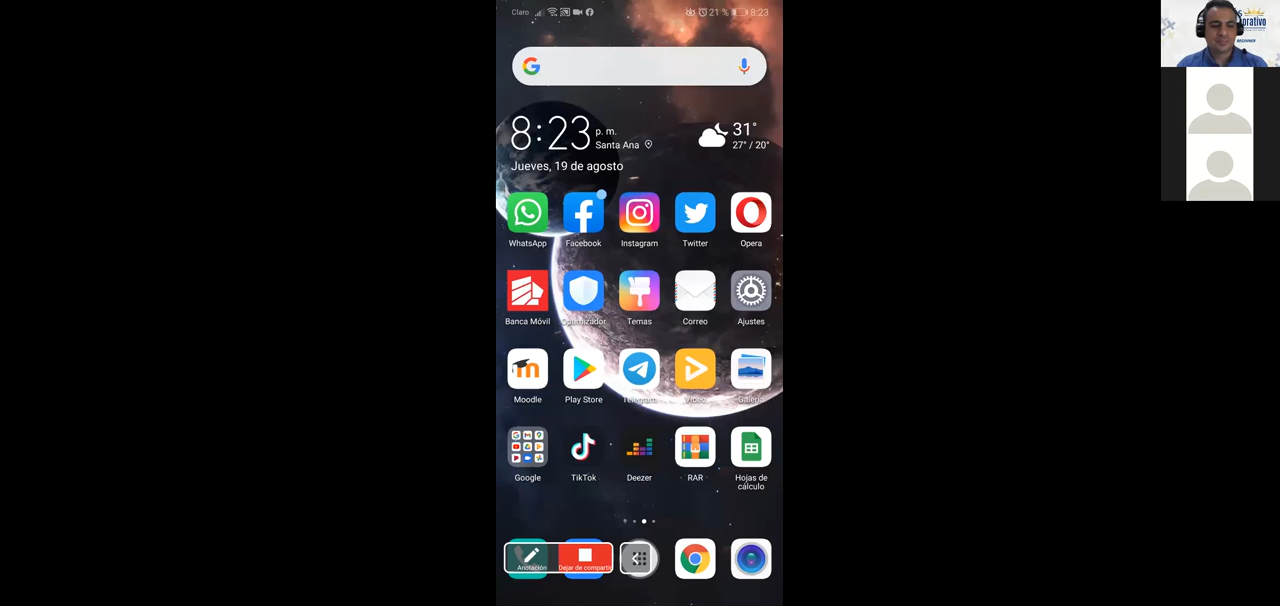 Claro
21 %
8:23
8:23 p. m.
Santa Ana
31°
27° / 20°
Jueves, 19 de agosto
WhatsApp
Facebook
Instagram
Twitter
Opera
Banca Móvil
Optimizador
Temas
Correo
Ajustes
Moodle
Play Store
Telegram
Video
Galería
Google
TikTok
Deezer
RAR
Hojas de
cálculo
Anotación
Dejar de compartir
BEGINNER